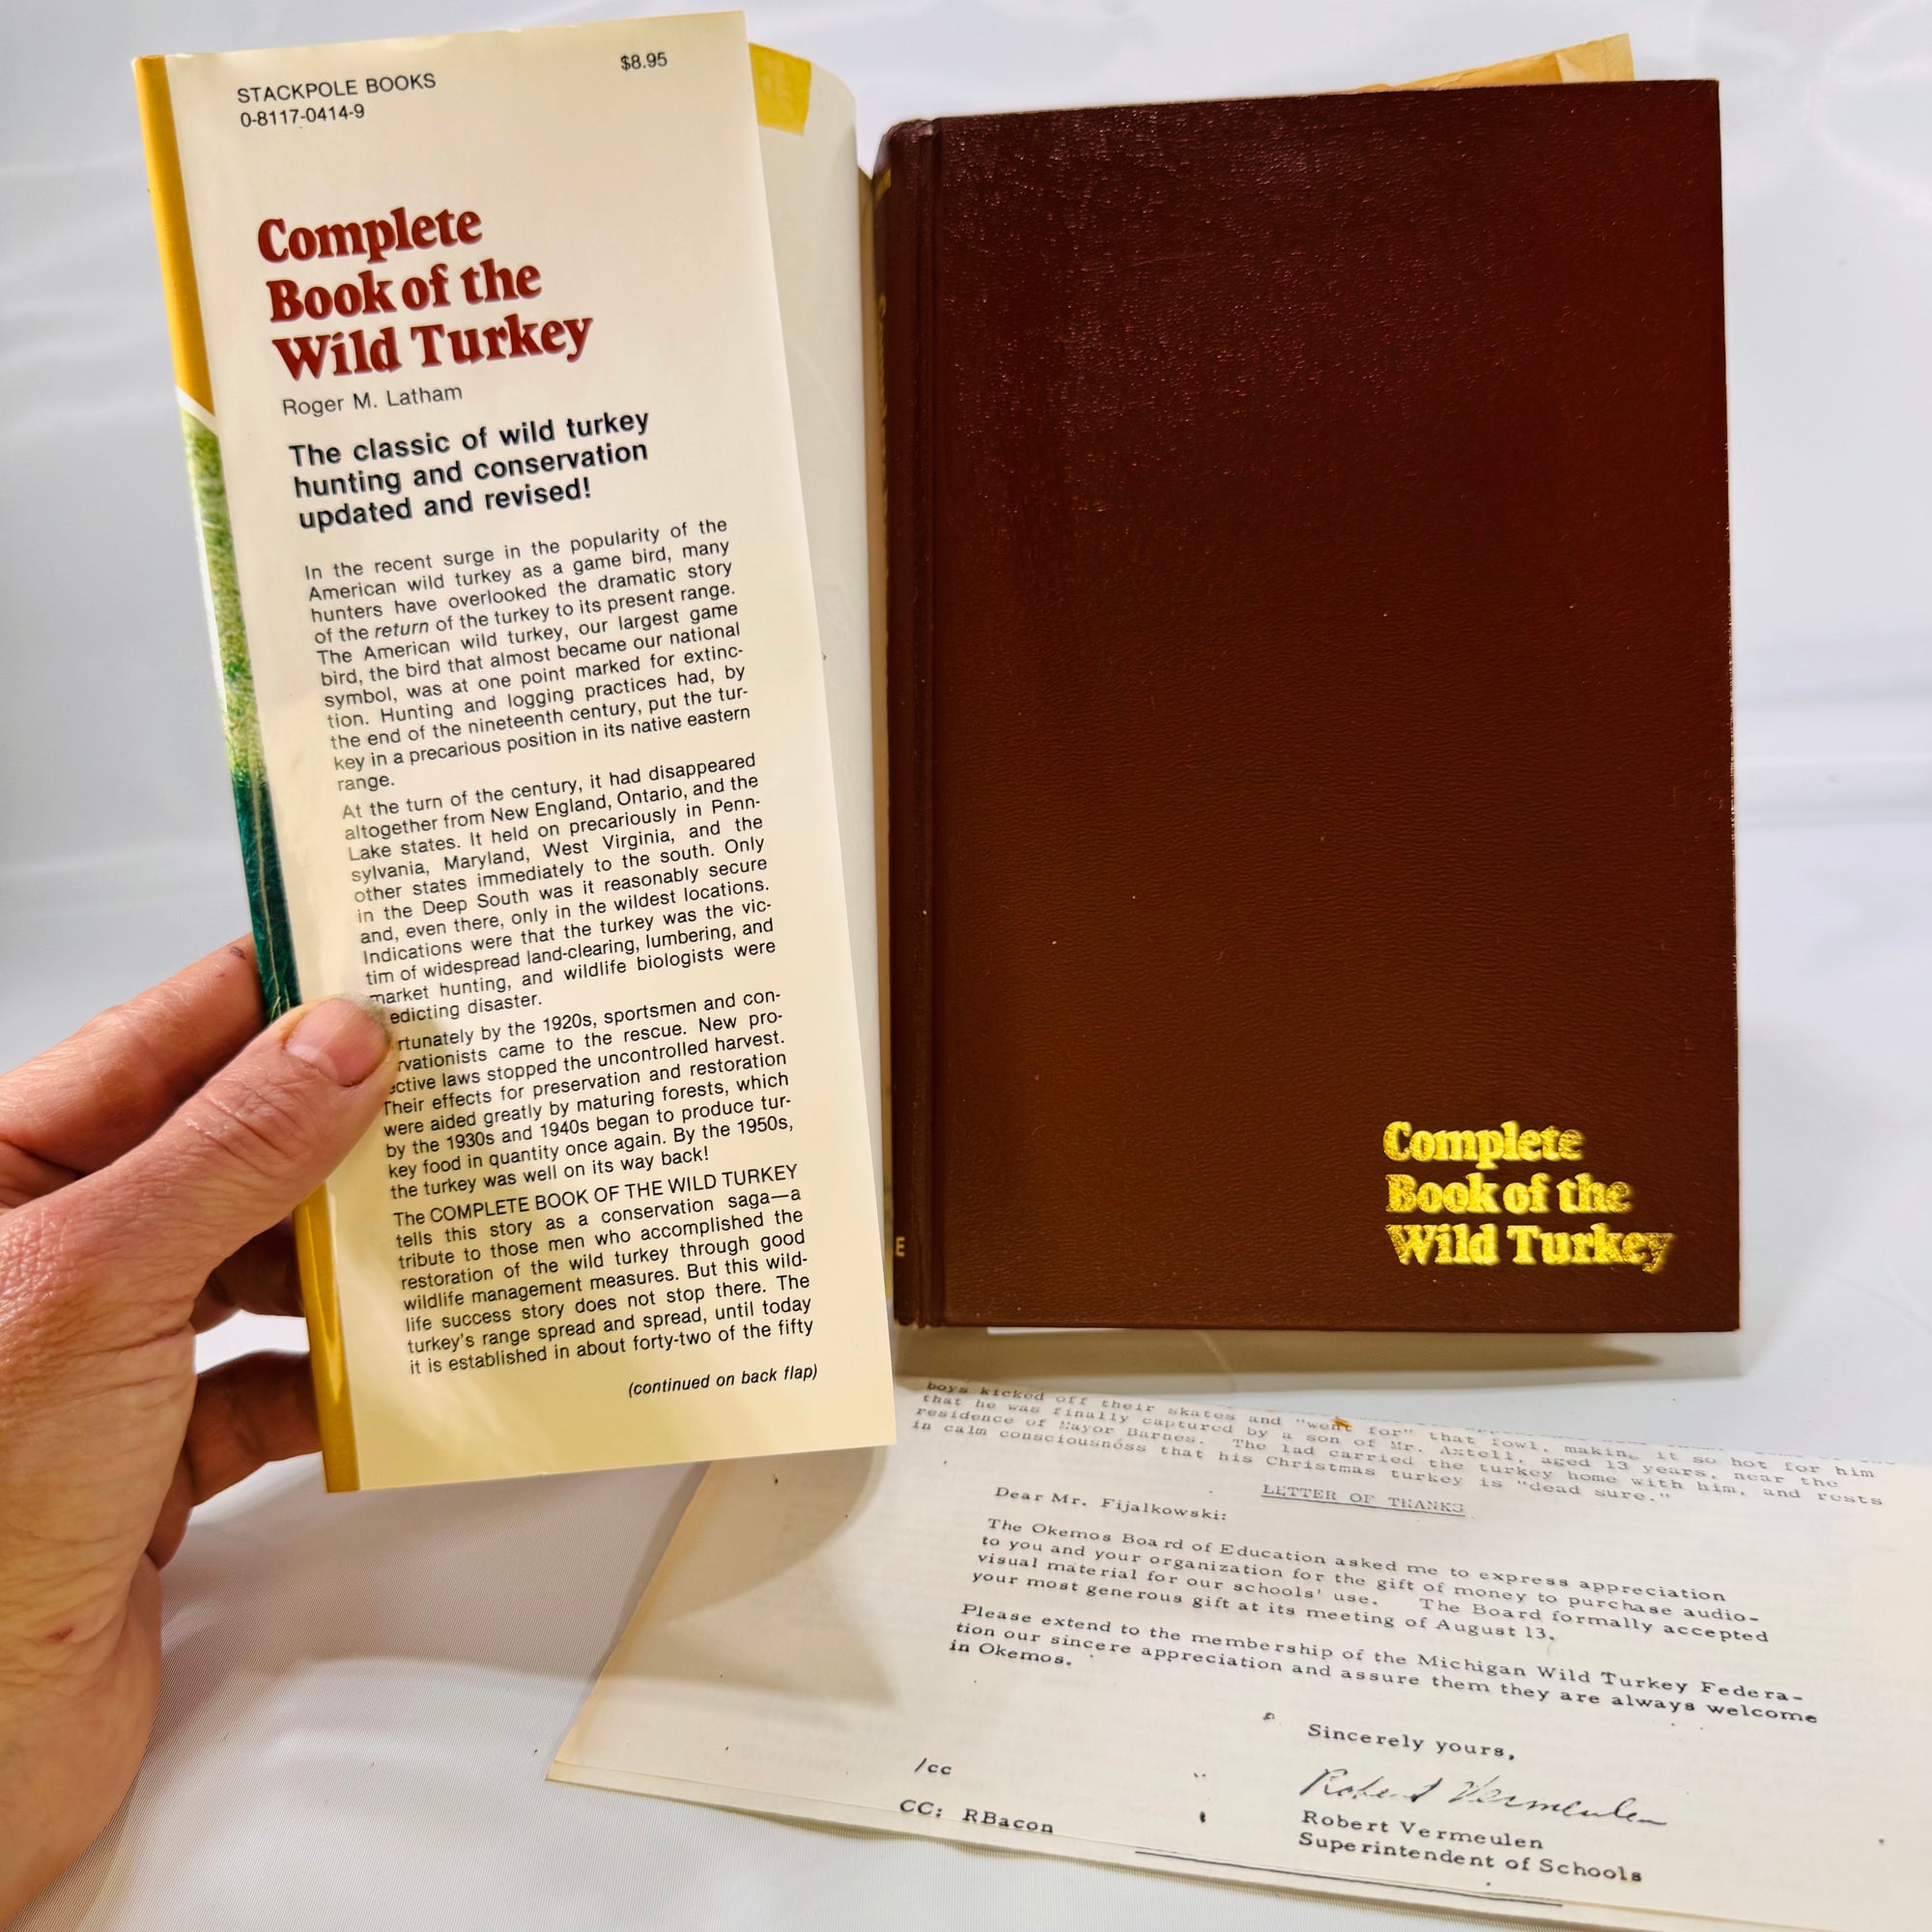 STACKPOLE BOOKS
0-8117-0414-9
$8.95
Complete
Book of the
Wild Turkey
Roger M. Latham
The classic of wild turkey
hunting and conservation
updated and revised!
In the recent surge in the popularity of the
American wild turkey as a game bird, many
hunters have overlooked the dramatic story
of the return of the turkey to its present range.
The American wild turkey, our largest game
bird, the bird that almost became our national
symbol, was at one point marked for extinc-
tion. Hunting and logging practices had, by
the end of the nineteenth century, put the tur-
key in a precarious position in its native eastern
range.
At the turn of the century, it had disappeared
altogether from New England, Ontario, and the
Lake states. It held on precariously in Penn-
sylvania, Maryland, West Virginia, and the
other states immediately to the south. Only
in the Deep South was it reasonably secure
and, even there, only in the wildest locations.
Indications were that the turkey was the vic-
tim of widespread land-clearing, lumbering, and
market hunting, and wildlife biologists were
edicting disaster.
rtunately by the 1920s, sportsmen and con-
rvationists came to the rescue. New pro-
ective laws stopped the uncontrolled harvest.
Their effects for preservation and restoration
were aided greatly by maturing forests, which
by the 1930s and 1940s began to produce tur-
key food in quantity once again. By the 1950s,
the turkey was well on its way back!
The COMPLETE BOOK OF THE WILD TURKEY
tells this story as a conservation saga—a
tribute to those men who accomplished the
restoration of the wild turkey through good
wildlife management measures. But this wild-
life success story does not stop there. The
turkey's range spread and spread, until today
it is established in about forty-two of the fifty
(continued on back flap)
E
Complete
Book of the
Wild Turkey
boys kicked off their skates and "went for" that fowl, making it so hot for him
that he was finally captured by a son of Mr. Axtell, aged 13 years, near the
residence of Mayor Barnes. The lad carried the turkey home with him, and rests
in calm consciousness that his Christmas turkey is "dead sure."
LETTER OF THANKS
Dear Mr. Fijalkowski:
The Okemos Board of Education asked me to express appreciation
to you and your organization for the gift of money to purchase audio-
visual material for our schools' use. The Board formally accepted
your most generous gift at its meeting of August 13.
Please extend to the membership of the Michigan Wild Turkey Federa-
tion our sincere appreciation and assure them they are always welcome
in Okemos.
Sincerely yours,
Robert Vermeulen
Robert Vermeulen
Superintendent of Schools
/cc
CC: RBacon